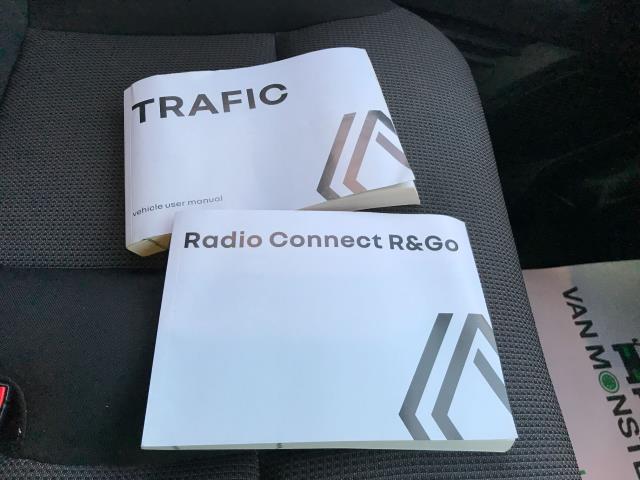 TRAFIC
vehicle user manual
Radio Connect R&Go
VAN MONSTE